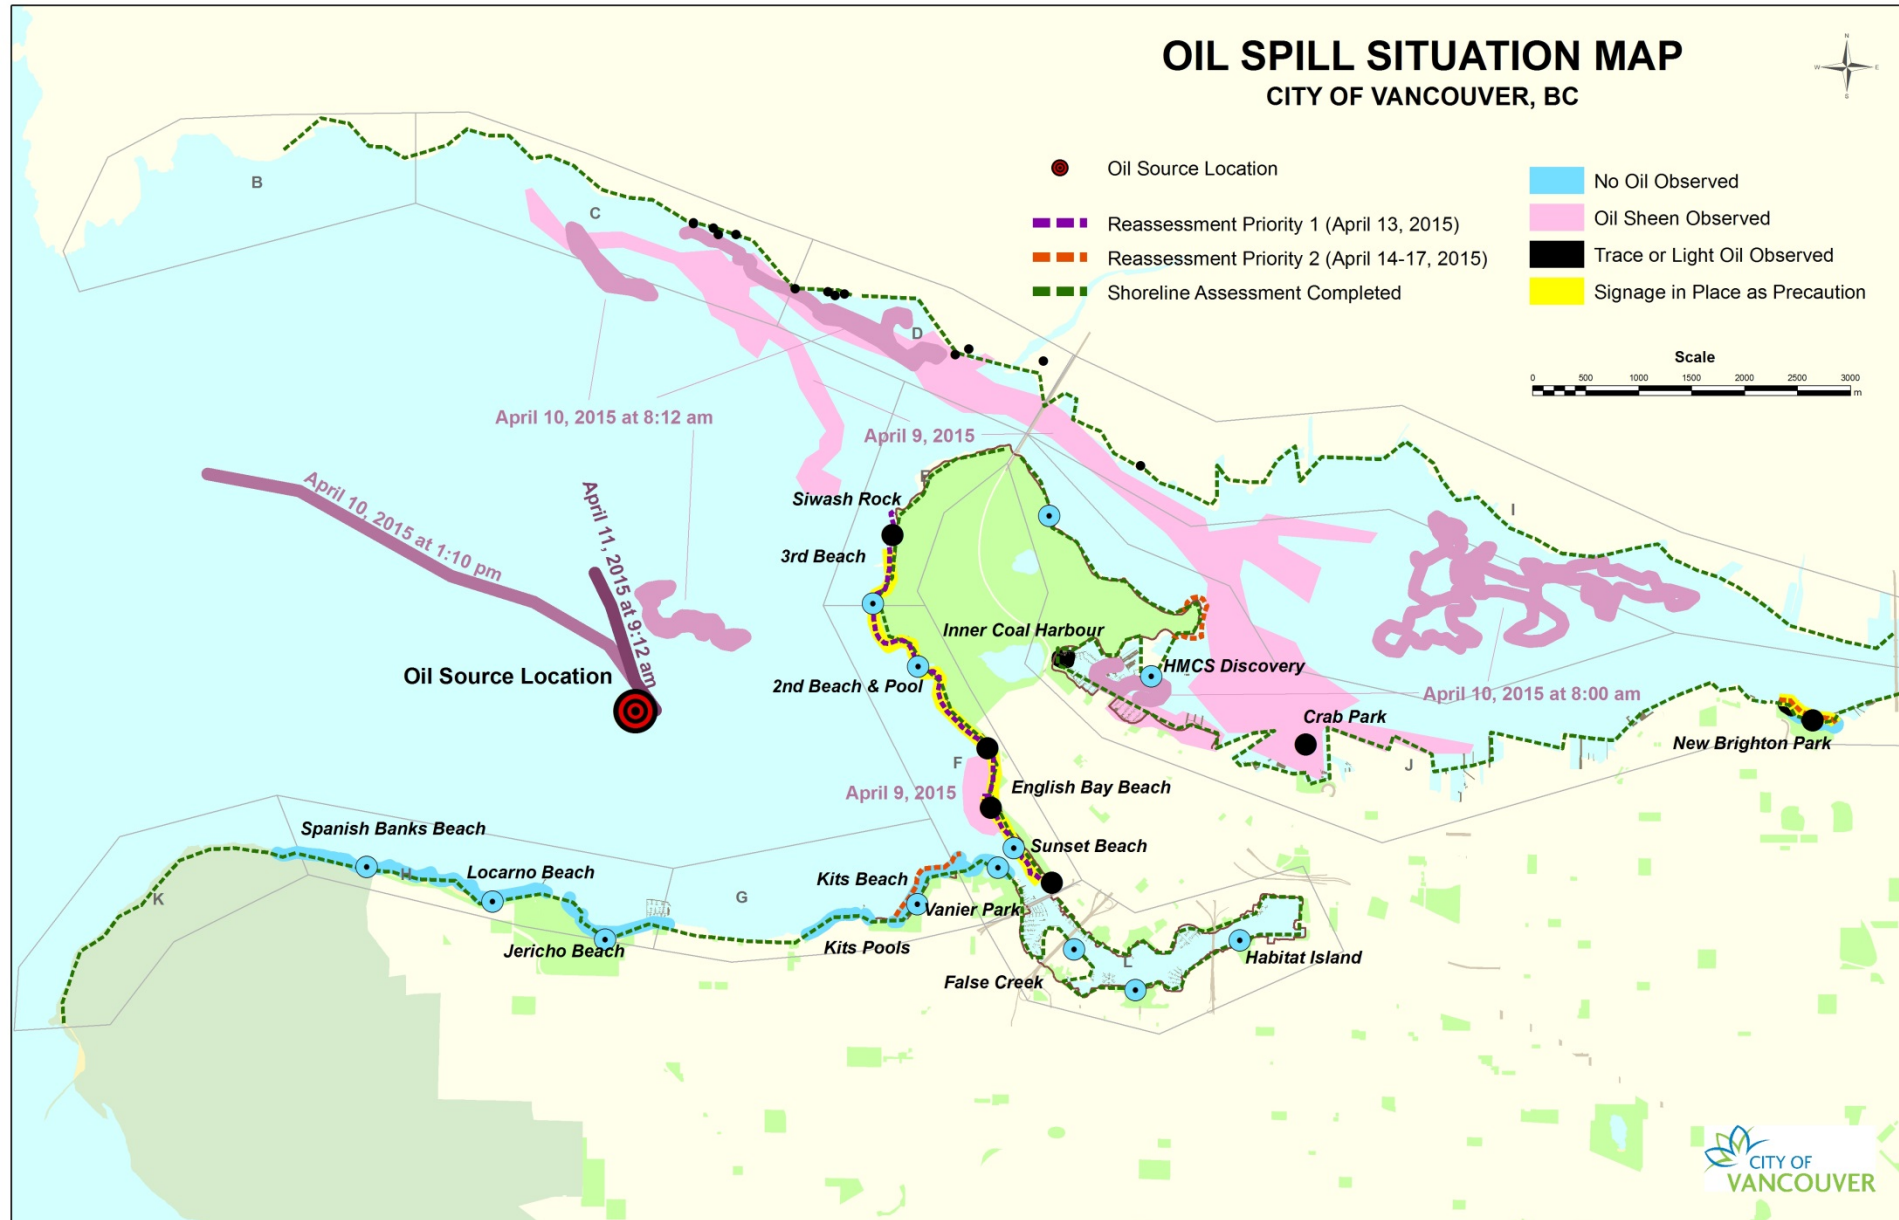 OIL SPILL SITUATION MAP
CITY OF VANCOUVER, BC
N
W
E
S
Oil Source Location
Reassessment Priority 1 (April 13, 2015)
Reassessment Priority 2 (April 14-17, 2015)
Shoreline Assessment Completed
No Oil Observed
Oil Sheen Observed
Trace or Light Oil Observed
Signage in Place as Precaution
Scale
0 500 1000 1500 2000 2500 3000
m
B
C
D
April 10, 2015 at 8:12 am
April 9, 2015
April 10, 2015 at 1:10 pm
April 11, 2015 at 9:12 am
E
Siwash Rock
3rd Beach
I
Inner Coal Harbour
HMCS Discovery
Oil Source Location
2nd Beach & Pool
April 10, 2015 at 8:00 am
Crab Park
New Brighton Park
F
J
April 9, 2015
English Bay Beach
Spanish Banks Beach
Sunset Beach
H
Locarno Beach
Kits Beach
K
G
Vanier Park
Jericho Beach
Kits Pools
False Creek
L
Habitat Island
CITY OF
VANCOUVER